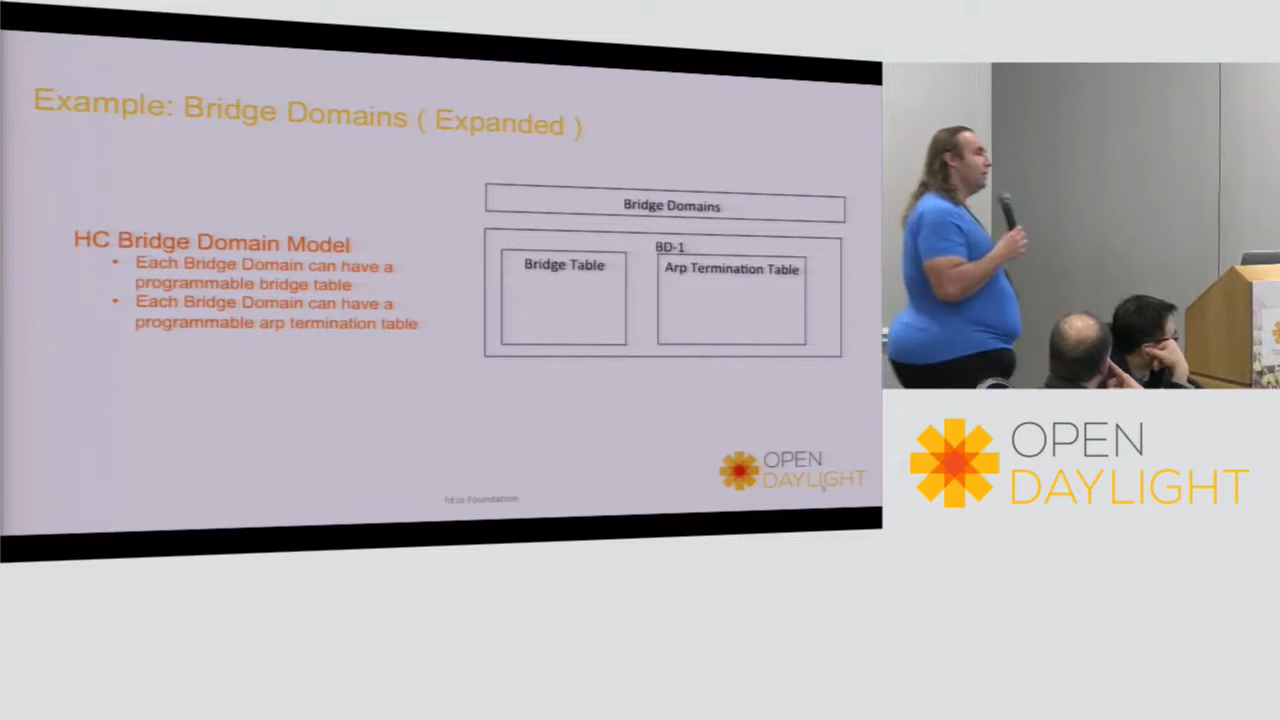 Example: Bridge Domains ( Expanded )
HC Bridge Domain Model
• Each Bridge Domain can have a
programmable bridge table
• Each Bridge Domain can have a
programmable arp termination table
Bridge Domains
BD-1
Bridge Table
Arp Termination Table
fd.io Foundation
OPEN
DAYLIGHT
OPEN
DAYLIGHT